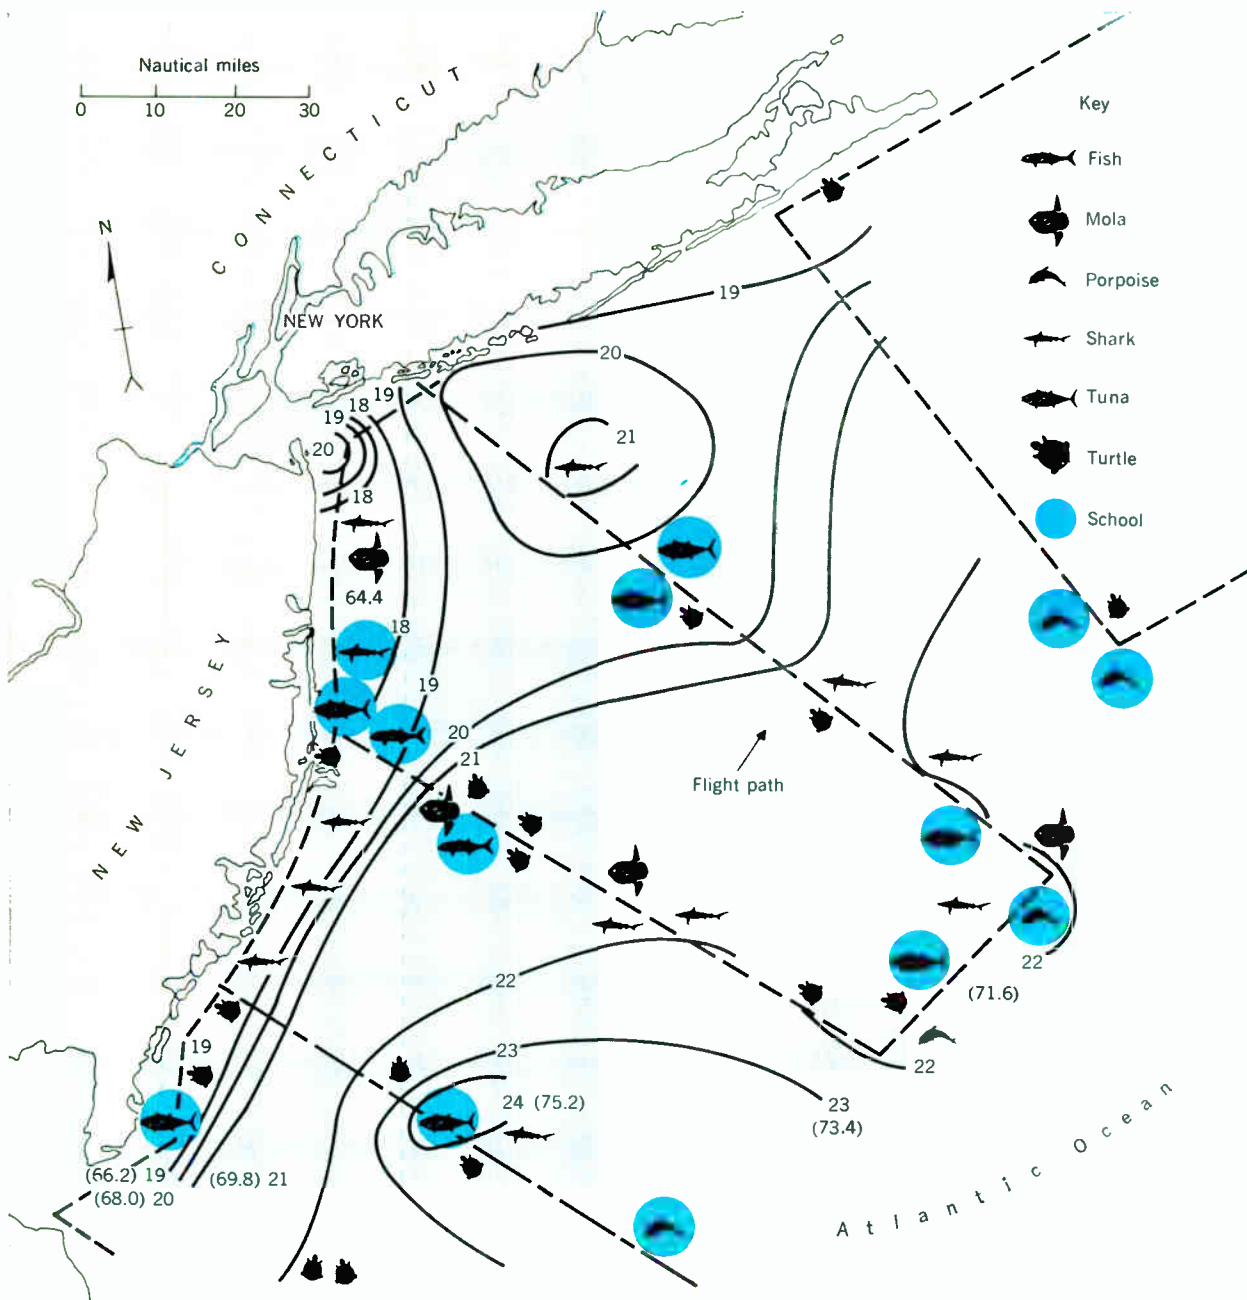 Nautical miles
0 10 20 30
CONNECTICUT
Key
Fish
Mola
Porpoise
Shark
Tuna
Turtle
School
N
NEW YORK
19
20
19
18
19
21
20
18
64.4
18
19
20
21
Flight path
NEW JERSEY
22
22
(71.6)
19
23
22
24 (75.2)
23
(73.4)
(66.2) 19
(68.0) 20
(69.8) 21
Atlantic Ocean